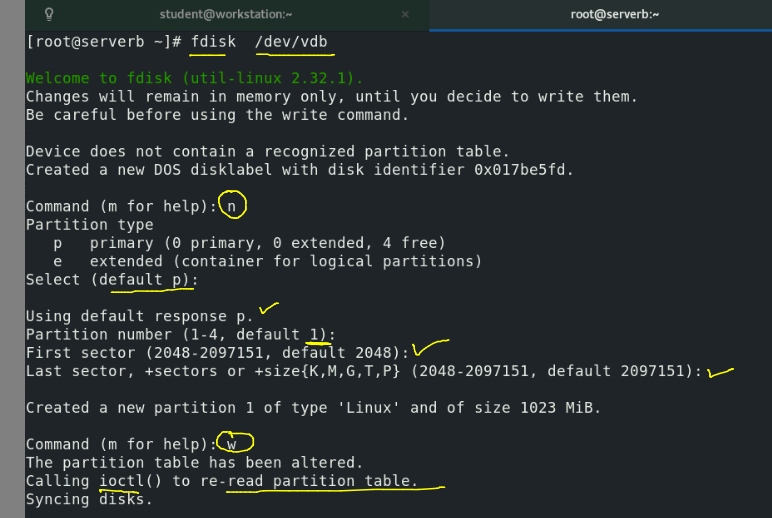 student@workstation:~ × root@serverb:~
[root@serverb ~]# fdisk  /dev/vdb
Welcome to fdisk (util-linux 2.32.1).
Changes will remain in memory only, until you decide to write them.
Be careful before using the write command.
Device does not contain a recognized partition table.
Created a new DOS disklabel with disk identifier 0x017be5fd.
Command (m for help): n
Partition type
   p   primary (0 primary, 0 extended, 4 free)
   e   extended (container for logical partitions)
Select (default p):
Using default response p.
Partition number (1-4, default 1):
First sector (2048-2097151, default 2048):
Last sector, +sectors or +size{K,M,G,T,P} (2048-2097151, default 2097151):
Created a new partition 1 of type 'Linux' and of size 1023 MiB.
Command (m for help): w
The partition table has been altered.
Calling ioctl() to re-read partition table.
Syncing disks.